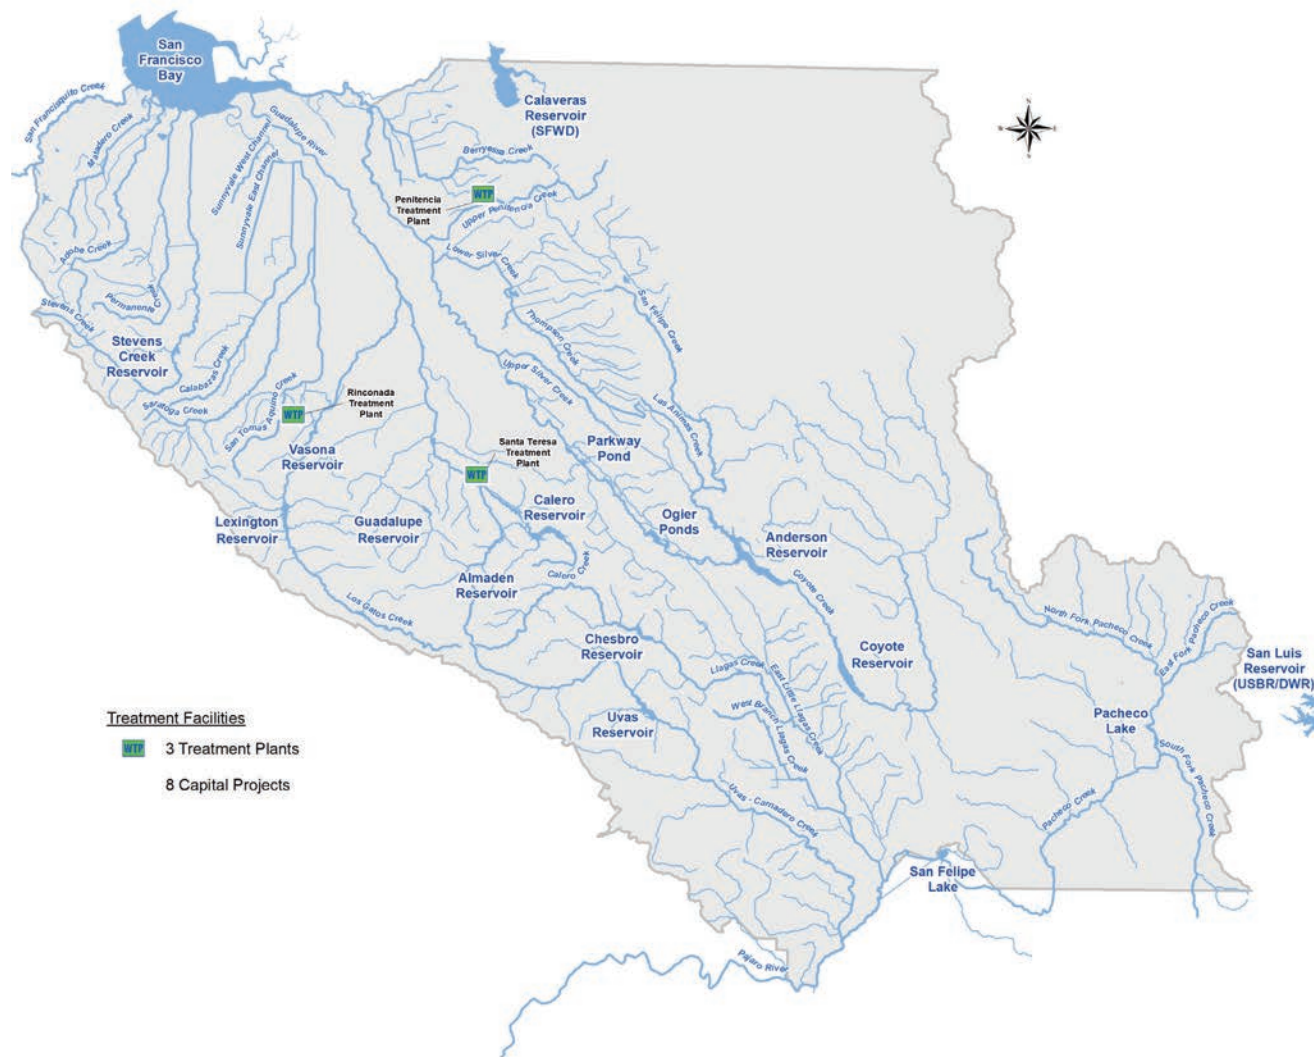 San
Francisco
Bay
San Francisquito Creek
Matadero Creek
Sunnyvale West Channel
Sunnyvale East Channel
Guadalupe River
Calaveras
Reservoir
(SFWD)
N
E
S
Berryessa Creek
WTP
Penitencia
Treatment
Plant
Upper Penitencia Creek
Lower Silver Creek
Adobe Creek
Permanente
Creek
Stevens Creek
Stevens
Creek
Reservoir
San Felipe Creek
Thompson Creek
Upper Silver Creek
Calabazas Creek
Saratoga Creek
San Tomas Aquino Creek
WTP
Rinconada
Treatment
Plant
Las Animas Creek
Vasona
Reservoir
Santa Teresa
Treatment
Plant
WTP
Parkway
Pond
Lexington
Reservoir
Guadalupe
Reservoir
Calero
Reservoir
Ogier
Ponds
Anderson
Reservoir
Almaden
Reservoir
Calero Creek
Coyote Creek
Los Gatos Creek
Chesbro
Reservoir
Coyote
Reservoir
North Fork Pacheco Creek
East Fork Pacheco Creek
San Luis
Reservoir
(USBR/DWR)
Llagas Creek
East Little Llagas Creek
West Branch Llagas Creek
Uvas
Reservoir
Pacheco
Lake
South Fork Pacheco Creek
Treatment Facilities
WTP 3 Treatment Plants
8 Capital Projects
Uvas - Carnadero Creek
Pacheco Creek
San Felipe
Lake
Pajaro River